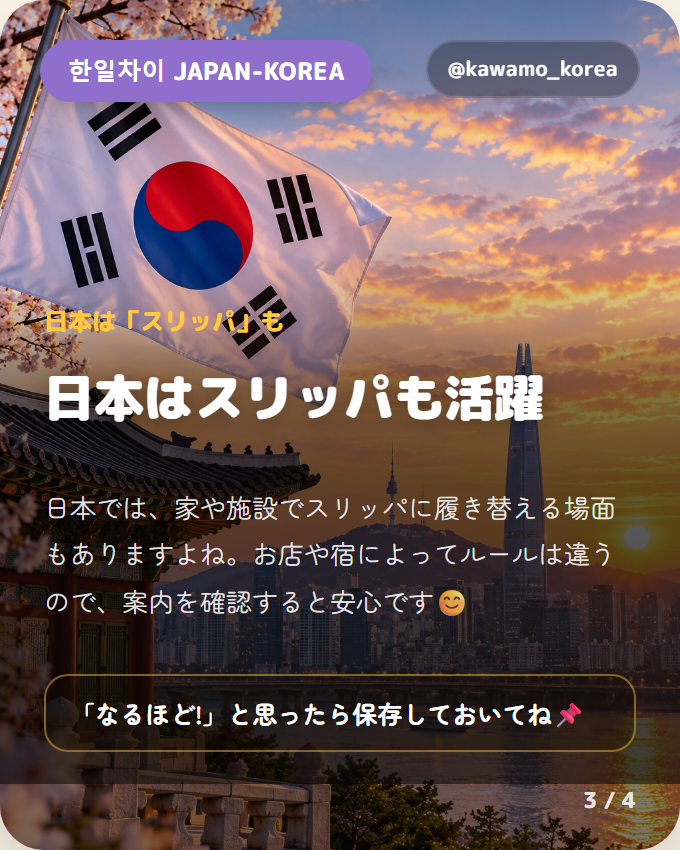 한일차이 JAPAN-KOREA
@kawamo_korea
日本は「スリッパ」も
日本はスリッパも活躍
日本では、家や施設でスリッパに履き替える場面
もありますよね。お店や宿によってルールは違う
ので、案内を確認すると安心です😊
「なるほど!」と思ったら保存しておいてね📌
3 / 4